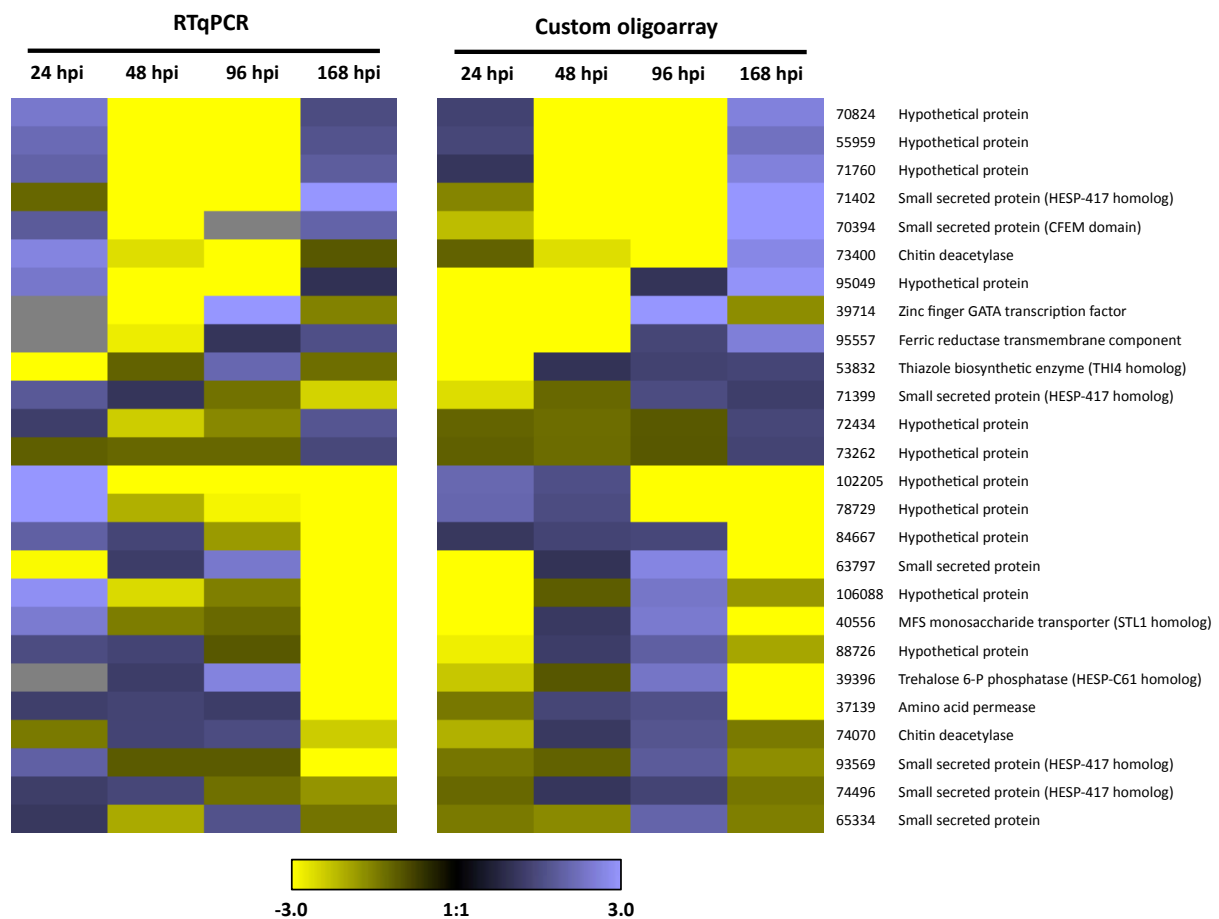 RTqPCR Custom oligoarray
24 hpi 48 hpi 96 hpi 168 hpi 24 hpi 48 hpi 96 hpi 168 hpi
70824 Hypothetical protein
55959 Hypothetical protein
71760 Hypothetical protein
71402 Small secreted protein (HESP-417 homolog)
70394 Small secreted protein (CFEM domain)
73400 Chitin deacetylase
95049 Hypothetical protein
39714 Zinc finger GATA transcription factor
95557 Ferric reductase transmembrane component
53832 Thiazole biosynthetic enzyme (THI4 homolog)
71399 Small secreted protein (HESP-417 homolog)
72434 Hypothetical protein
73262 Hypothetical protein
102205 Hypothetical protein
78729 Hypothetical protein
84667 Hypothetical protein
63797 Small secreted protein
106088 Hypothetical protein
40556 MFS monosaccharide transporter (STL1 homolog)
88726 Hypothetical protein
39396 Trehalose 6-P phosphatase (HESP-C61 homolog)
37139 Amino acid permease
74070 Chitin deacetylase
93569 Small secreted protein (HESP-417 homolog)
74496 Small secreted protein (HESP-417 homolog)
65334 Small secreted protein
-3.0 1:1 3.0